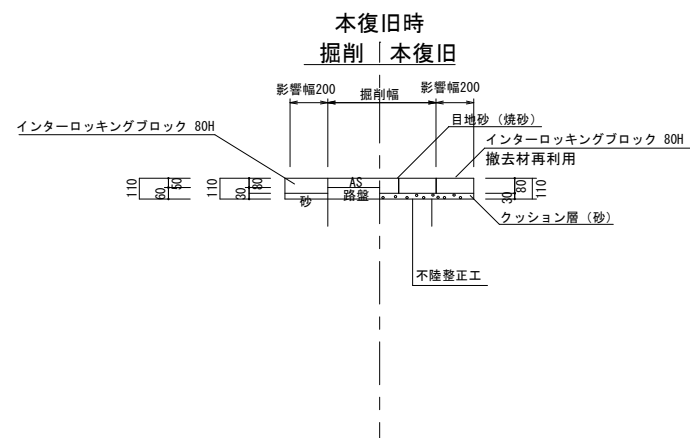 本復旧時
掘削 本復旧
影響幅200 掘削幅 影響幅200
目地砂（焼砂）
インターロッキングブロック 80H
インターロッキングブロック 80H
撤去材再利用
110 60 50 110 30 80
AS
路盤
砂
30 80 110
クッション層（砂）
不陸整正工